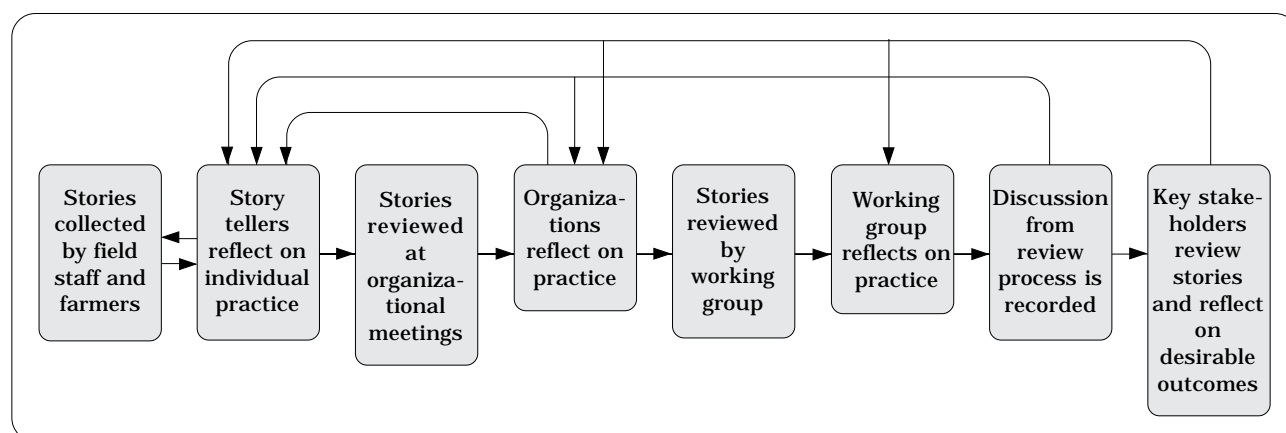 Stories
collected
by field
staff and
farmers
Story
tellers
reflect on
individual
practice
Stories
reviewed
at
organiza-
tional
meetings
Organiza-
tions
reflect on
practice
Stories
reviewed
by
working
group
Working
group
reflects on
practice
Discussion
from
review
process is
recorded
Key stake-
holders
review
stories
and reflect
on
desirable
outcomes